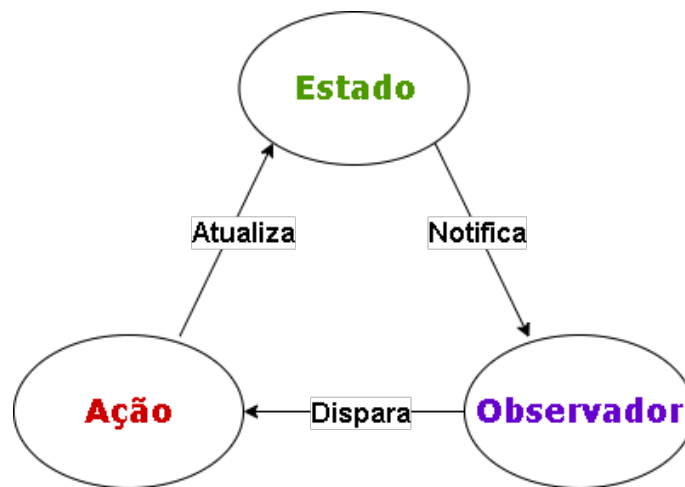 Estado
Atualiza
Notifica
Ação
Dispara
Observador